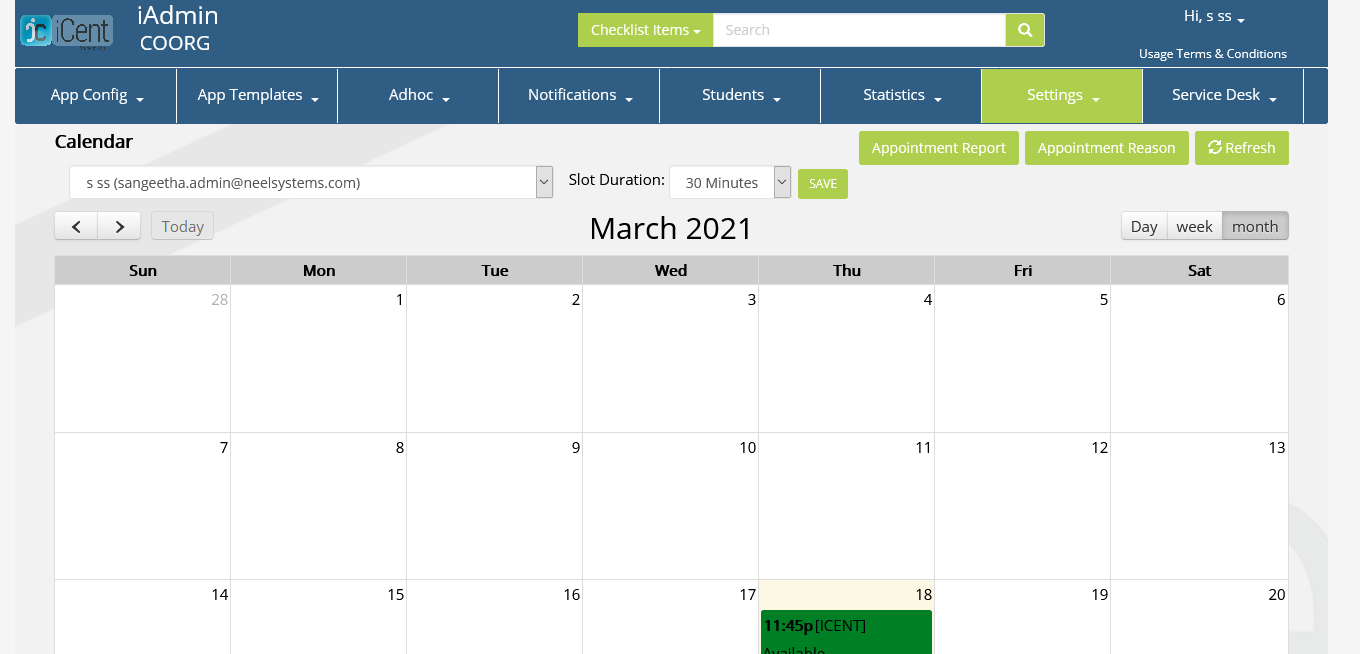 iCent
iAdmin
COORG
Checklist Items
Search
Hi, s ss
Usage Terms & Conditions
App Config
App Templates
Adhoc
Notifications
Students
Statistics
Settings
Service Desk
Calendar
Appointment Report
Appointment Reason
Refresh
s ss (sangeetha.admin@neelsystems.com)
Slot Duration:
30 Minutes
SAVE
Today
March 2021
Day week month
Sun Mon Tue Wed Thu Fri Sat
28 1 2 3 4 5 6
7 8 9 10 11 12 13
14 15 16 17 18 19 20
11:45p [ICENT]
Available